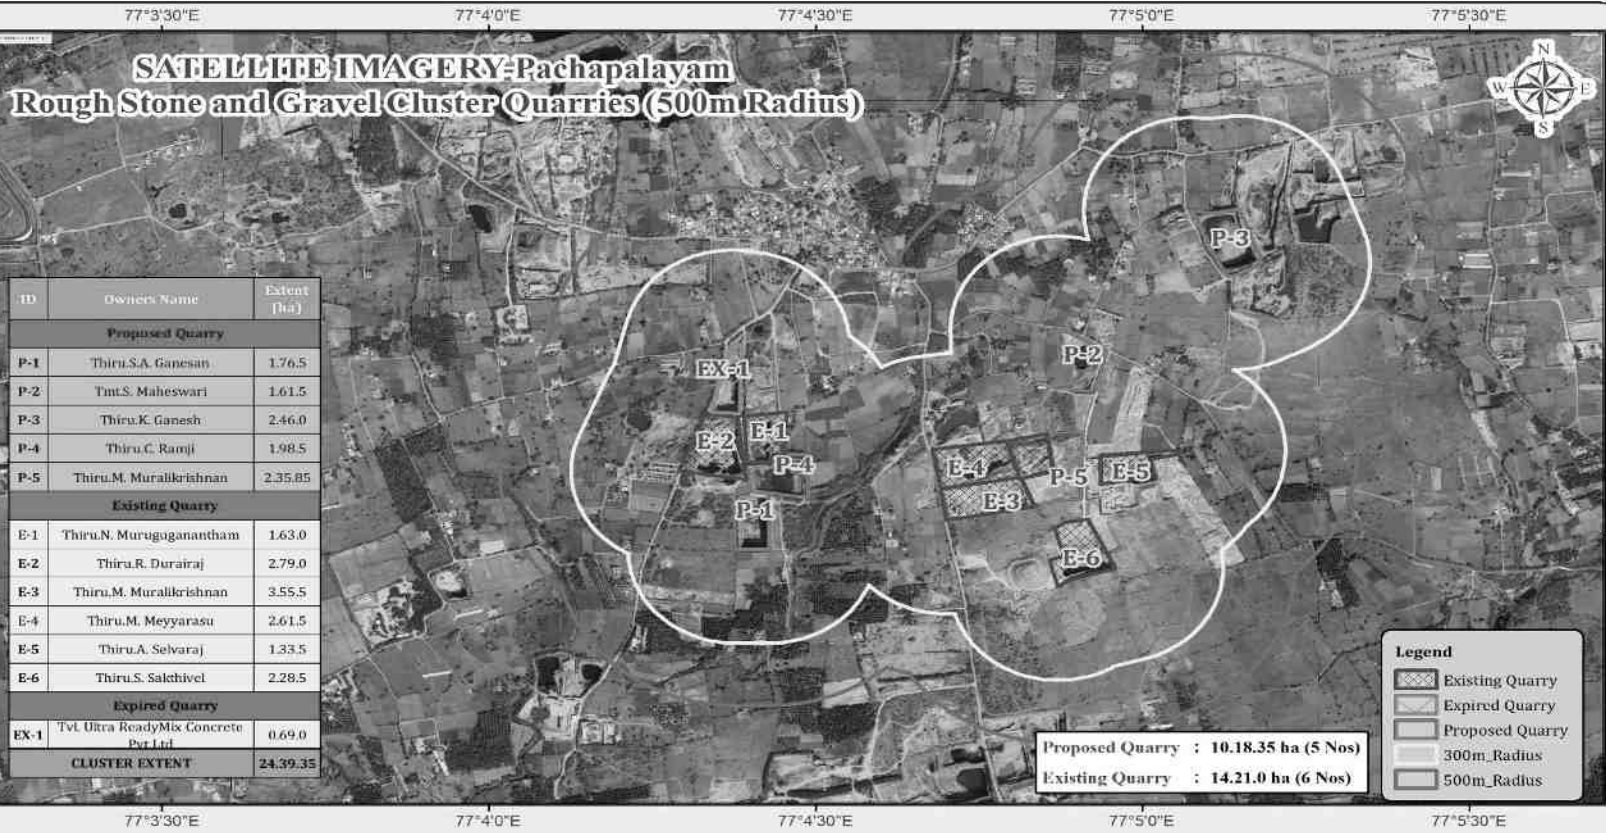 77°3'30"E 77°4'0"E 77°4'30"E 77°5'0"E 77°5'30"E
SATELLITE IMAGERY-Pachapalayam
Rough Stone and Gravel Cluster Quarries (500m Radius)
N
W E
S
P-3
P-2
EX-1
E-2 E-1
P-4
P-1
E-4 P-5 E-5
E-3
E-6
ID Owners Name Extent (ha)
Proposed Quarry
P-1 Thiru.S.A. Ganesan 1.76.5
P-2 Tmt.S. Maheswari 1.61.5
P-3 Thiru.K. Ganesh 2.46.0
P-4 Thiru.C. Ramji 1.98.5
P-5 Thiru.M. Muralikrishnan 2.35.85
Existing Quarry
E-1 Thiru.N. Muruguganantham 1.63.0
E-2 Thiru.R. Durairaj 2.79.0
E-3 Thiru.M. Muralikrishnan 3.55.5
E-4 Thiru.M. Meyyarasu 2.61.5
E-5 Thiru.A. Selvaraj 1.33.5
E-6 Thiru.S. Sakthivel 2.28.5
Expired Quarry
EX-1 Tvl. Ultra ReadyMix Concrete Pvt.Ltd 0.69.0
CLUSTER EXTENT 24.39.35
Proposed Quarry : 10.18.35 ha (5 Nos)
Existing Quarry : 14.21.0 ha (6 Nos)
Legend
Existing Quarry
Expired Quarry
Proposed Quarry
300m_Radius
500m_Radius
77°3'30"E 77°4'0"E 77°4'30"E 77°5'0"E 77°5'30"E